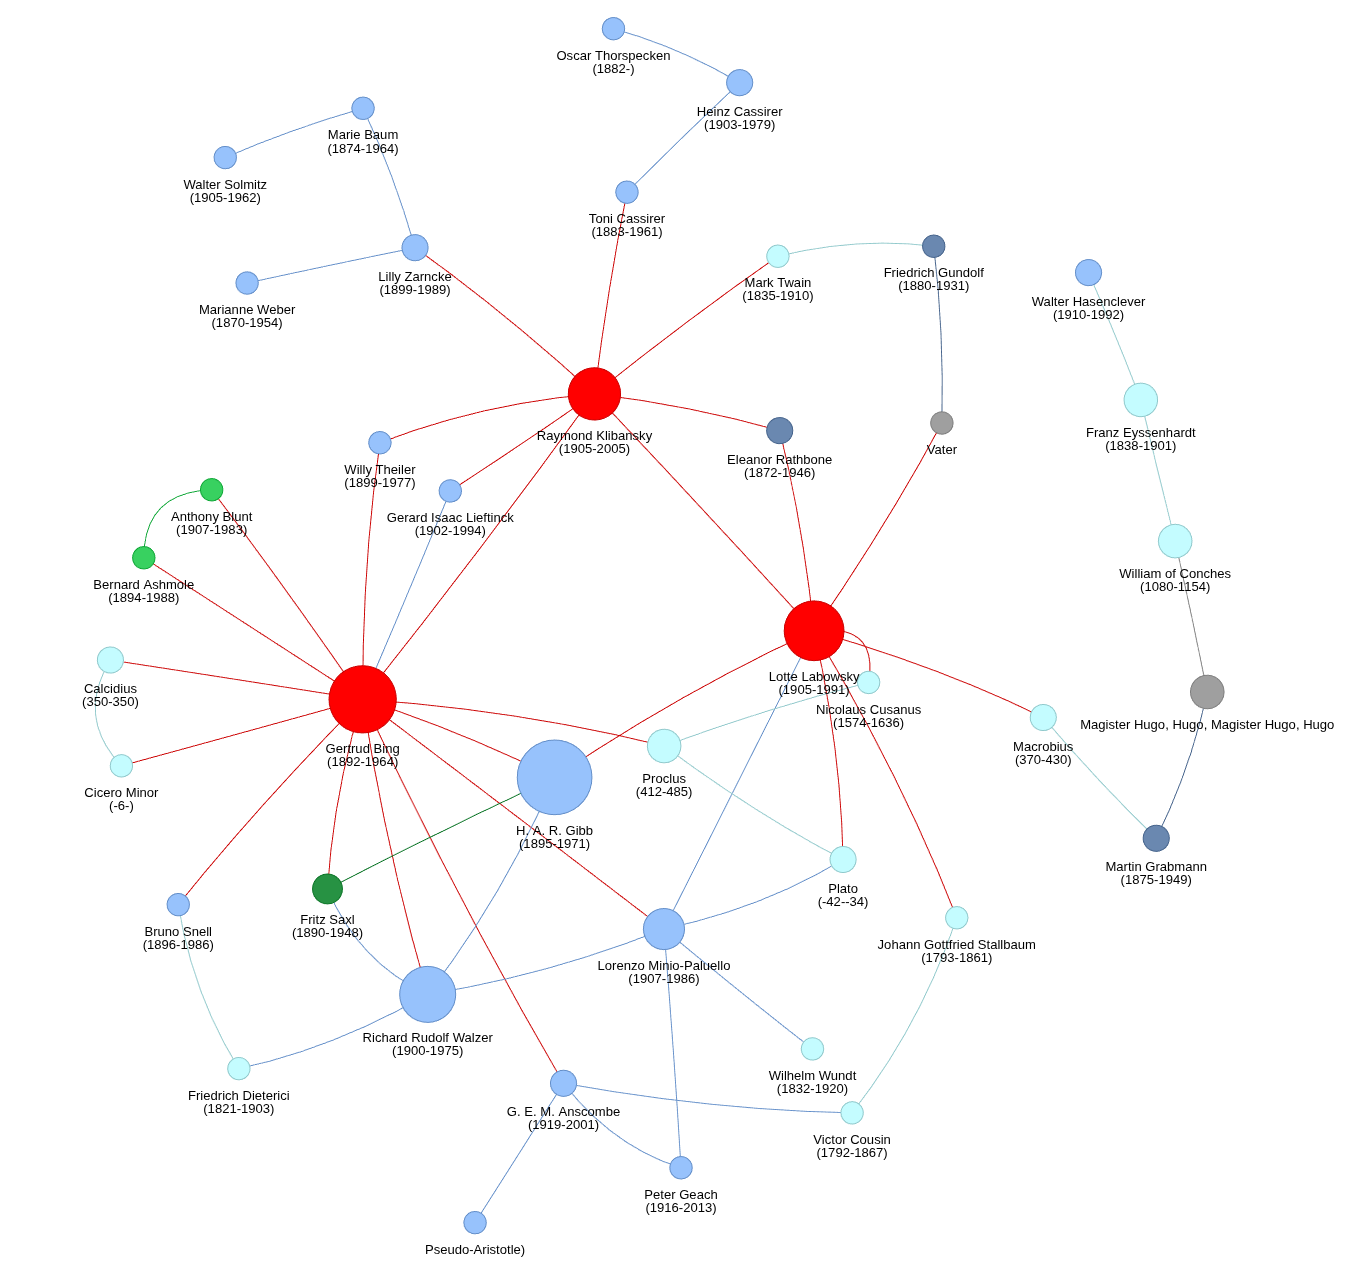 Oscar Thorspecken
(1882-)
Heinz Cassirer
(1903-1979)
Marie Baum
(1874-1964)
Walter Solmitz
(1905-1962)
Toni Cassirer
(1883-1961)
Lilly Zarncke
(1899-1989)
Mark Twain
(1835-1910)
Friedrich Gundolf
(1880-1931)
Marianne Weber
(1870-1954)
Walter Hasenclever
(1910-1992)
Raymond Klibansky
(1905-2005)
Franz Eyssenhardt
(1838-1901)
Vater
Eleanor Rathbone
(1872-1946)
Willy Theiler
(1899-1977)
Anthony Blunt
(1907-1983)
Gerard Isaac Lieftinck
(1902-1994)
Bernard Ashmole
(1894-1988)
William of Conches
(1080-1154)
Calcidius
(350-350)
Lotte Labowsky
(1905-1991)
Nicolaus Cusanus
(1574-1636)
Magister Hugo, Hugo, Magister Hugo, Hugo
Gertrud Bing
(1892-1964)
Macrobius
(370-430)
Proclus
(412-485)
Cicero Minor
(-6-)
H. A. R. Gibb
(1895-1971)
Martin Grabmann
(1875-1949)
Plato
(-42--34)
Fritz Saxl
(1890-1948)
Bruno Snell
(1896-1986)
Johann Gottfried Stallbaum
(1793-1861)
Lorenzo Minio-Paluello
(1907-1986)
Richard Rudolf Walzer
(1900-1975)
Wilhelm Wundt
(1832-1920)
Friedrich Dieterici
(1821-1903)
G. E. M. Anscombe
(1919-2001)
Victor Cousin
(1792-1867)
Peter Geach
(1916-2013)
Pseudo-Aristotle)